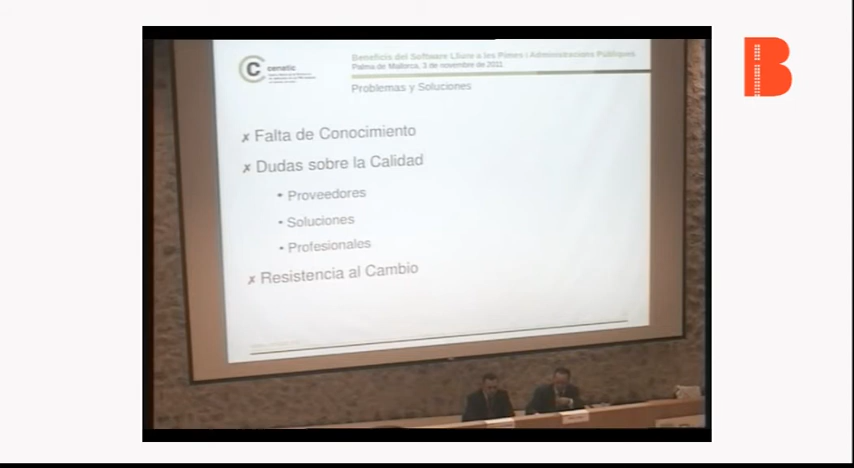 Beneficis del Software Lliure a les Pimes i Administracions Públiques
Palma de Mallorca, 3 de novembre de 2011
cenatic
Problemas y Soluciones
✗ Falta de Conocimiento
✗ Dudas sobre la Calidad
• Proveedores
• Soluciones
• Profesionales
✗ Resistencia al Cambio
B